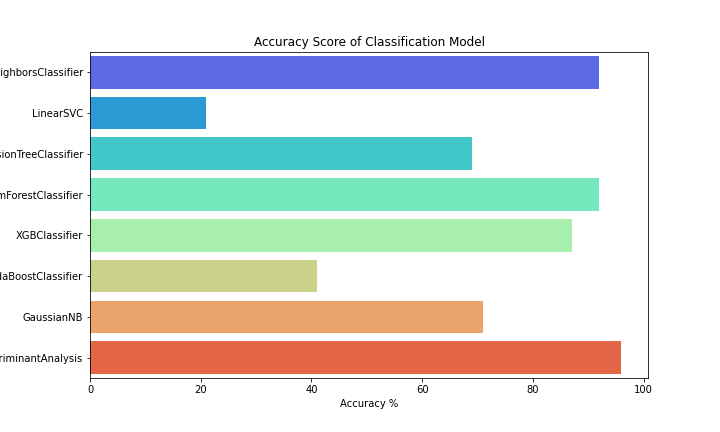 Accuracy Score of Classification Model
ighborsClassifier
LinearSVC
sionTreeClassifier
mForestClassifier
XGBClassifier
daBoostClassifier
GaussianNB
riminantAnalysis
0 20 40 60 80 100
Accuracy %